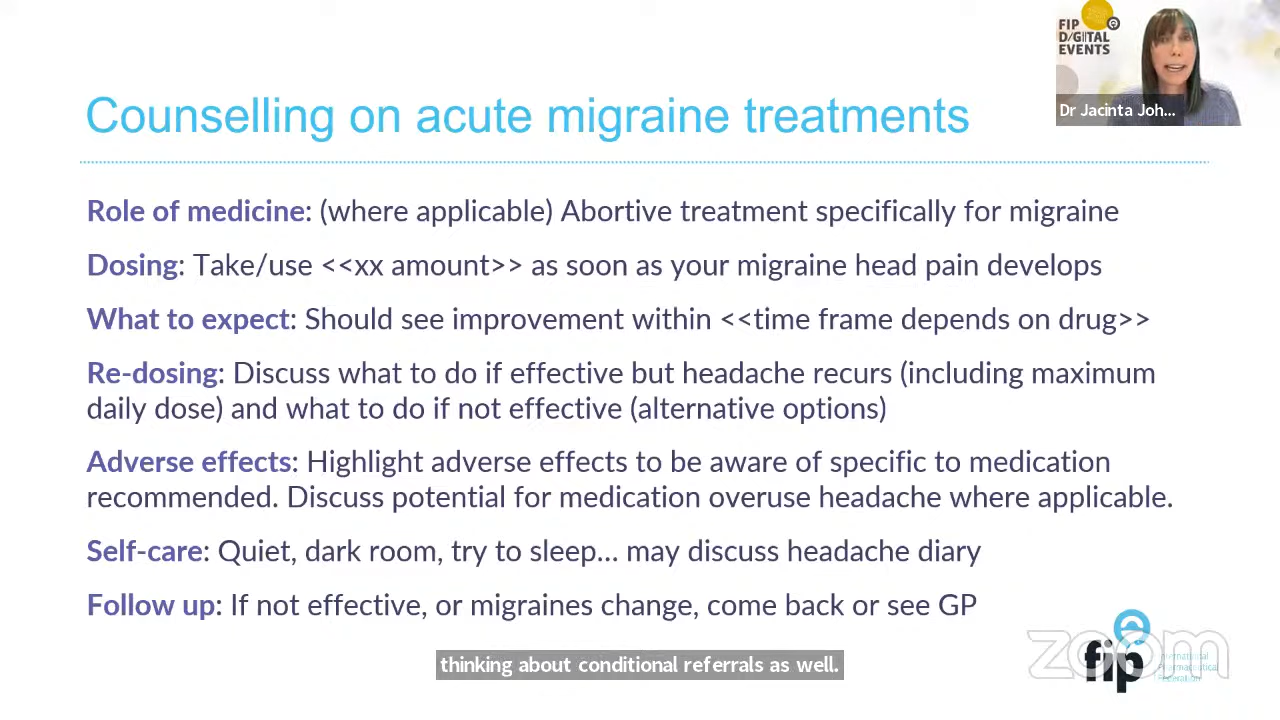 FIP
DIGITAL
EVENTS
Dr Jacinta Joh...
Counselling on acute migraine treatments
Role of medicine: (where applicable) Abortive treatment specifically for migraine
Dosing: Take/use <<xx amount>> as soon as your migraine head pain develops
What to expect: Should see improvement within <<time frame depends on drug>>
Re-dosing: Discuss what to do if effective but headache recurs (including maximum
daily dose) and what to do if not effective (alternative options)
Adverse effects: Highlight adverse effects to be aware of specific to medication
recommended. Discuss potential for medication overuse headache where applicable.
Self-care: Quiet, dark room, try to sleep... may discuss headache diary
Follow up: If not effective, or migraines change, come back or see GP
thinking about conditional referrals as well.
zoom
fip
International
Pharmaceutical
Federation